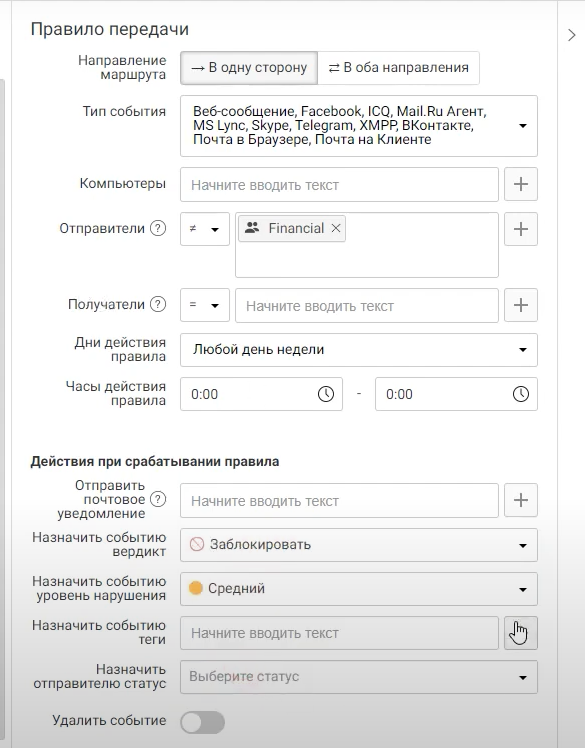 Правило передачи
Направление
маршрута
→ В одну сторону
⇄ В оба направления
Тип события
Веб-сообщение, Facebook, ICQ, Mail.Ru Агент,
MS Lync, Skype, Telegram, XMPP, ВКонтакте,
Почта в Браузере, Почта на Клиенте
Компьютеры
Начните вводить текст
Отправители ?
≠
Financial ×
Получатели ?
=
Начните вводить текст
Дни действия
правила
Любой день недели
Часы действия
правила
0:00
-
0:00
Действия при срабатывании правила
Отправить
почтовое ?
уведомление
Начните вводить текст
Назначить событию
вердикт
Заблокировать
Назначить событию
уровень нарушения
Средний
Назначить событию
теги
Начните вводить текст
Назначить
отправителю статус
Выберите статус
Удалить событие